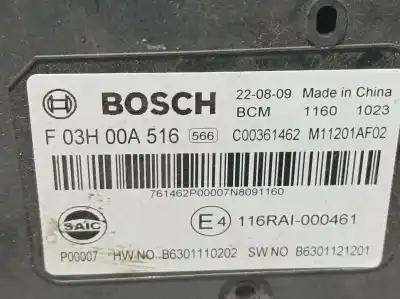 BOSCH 22-08-09 Made in China
BCM 1160 1023
F 03H 00A 516 566 C00361462 M11201AF02
761462P00007N8091160
SAIC E4 116RAI-000461
P00007 HW NO B6301110202 SW NO B6301121201